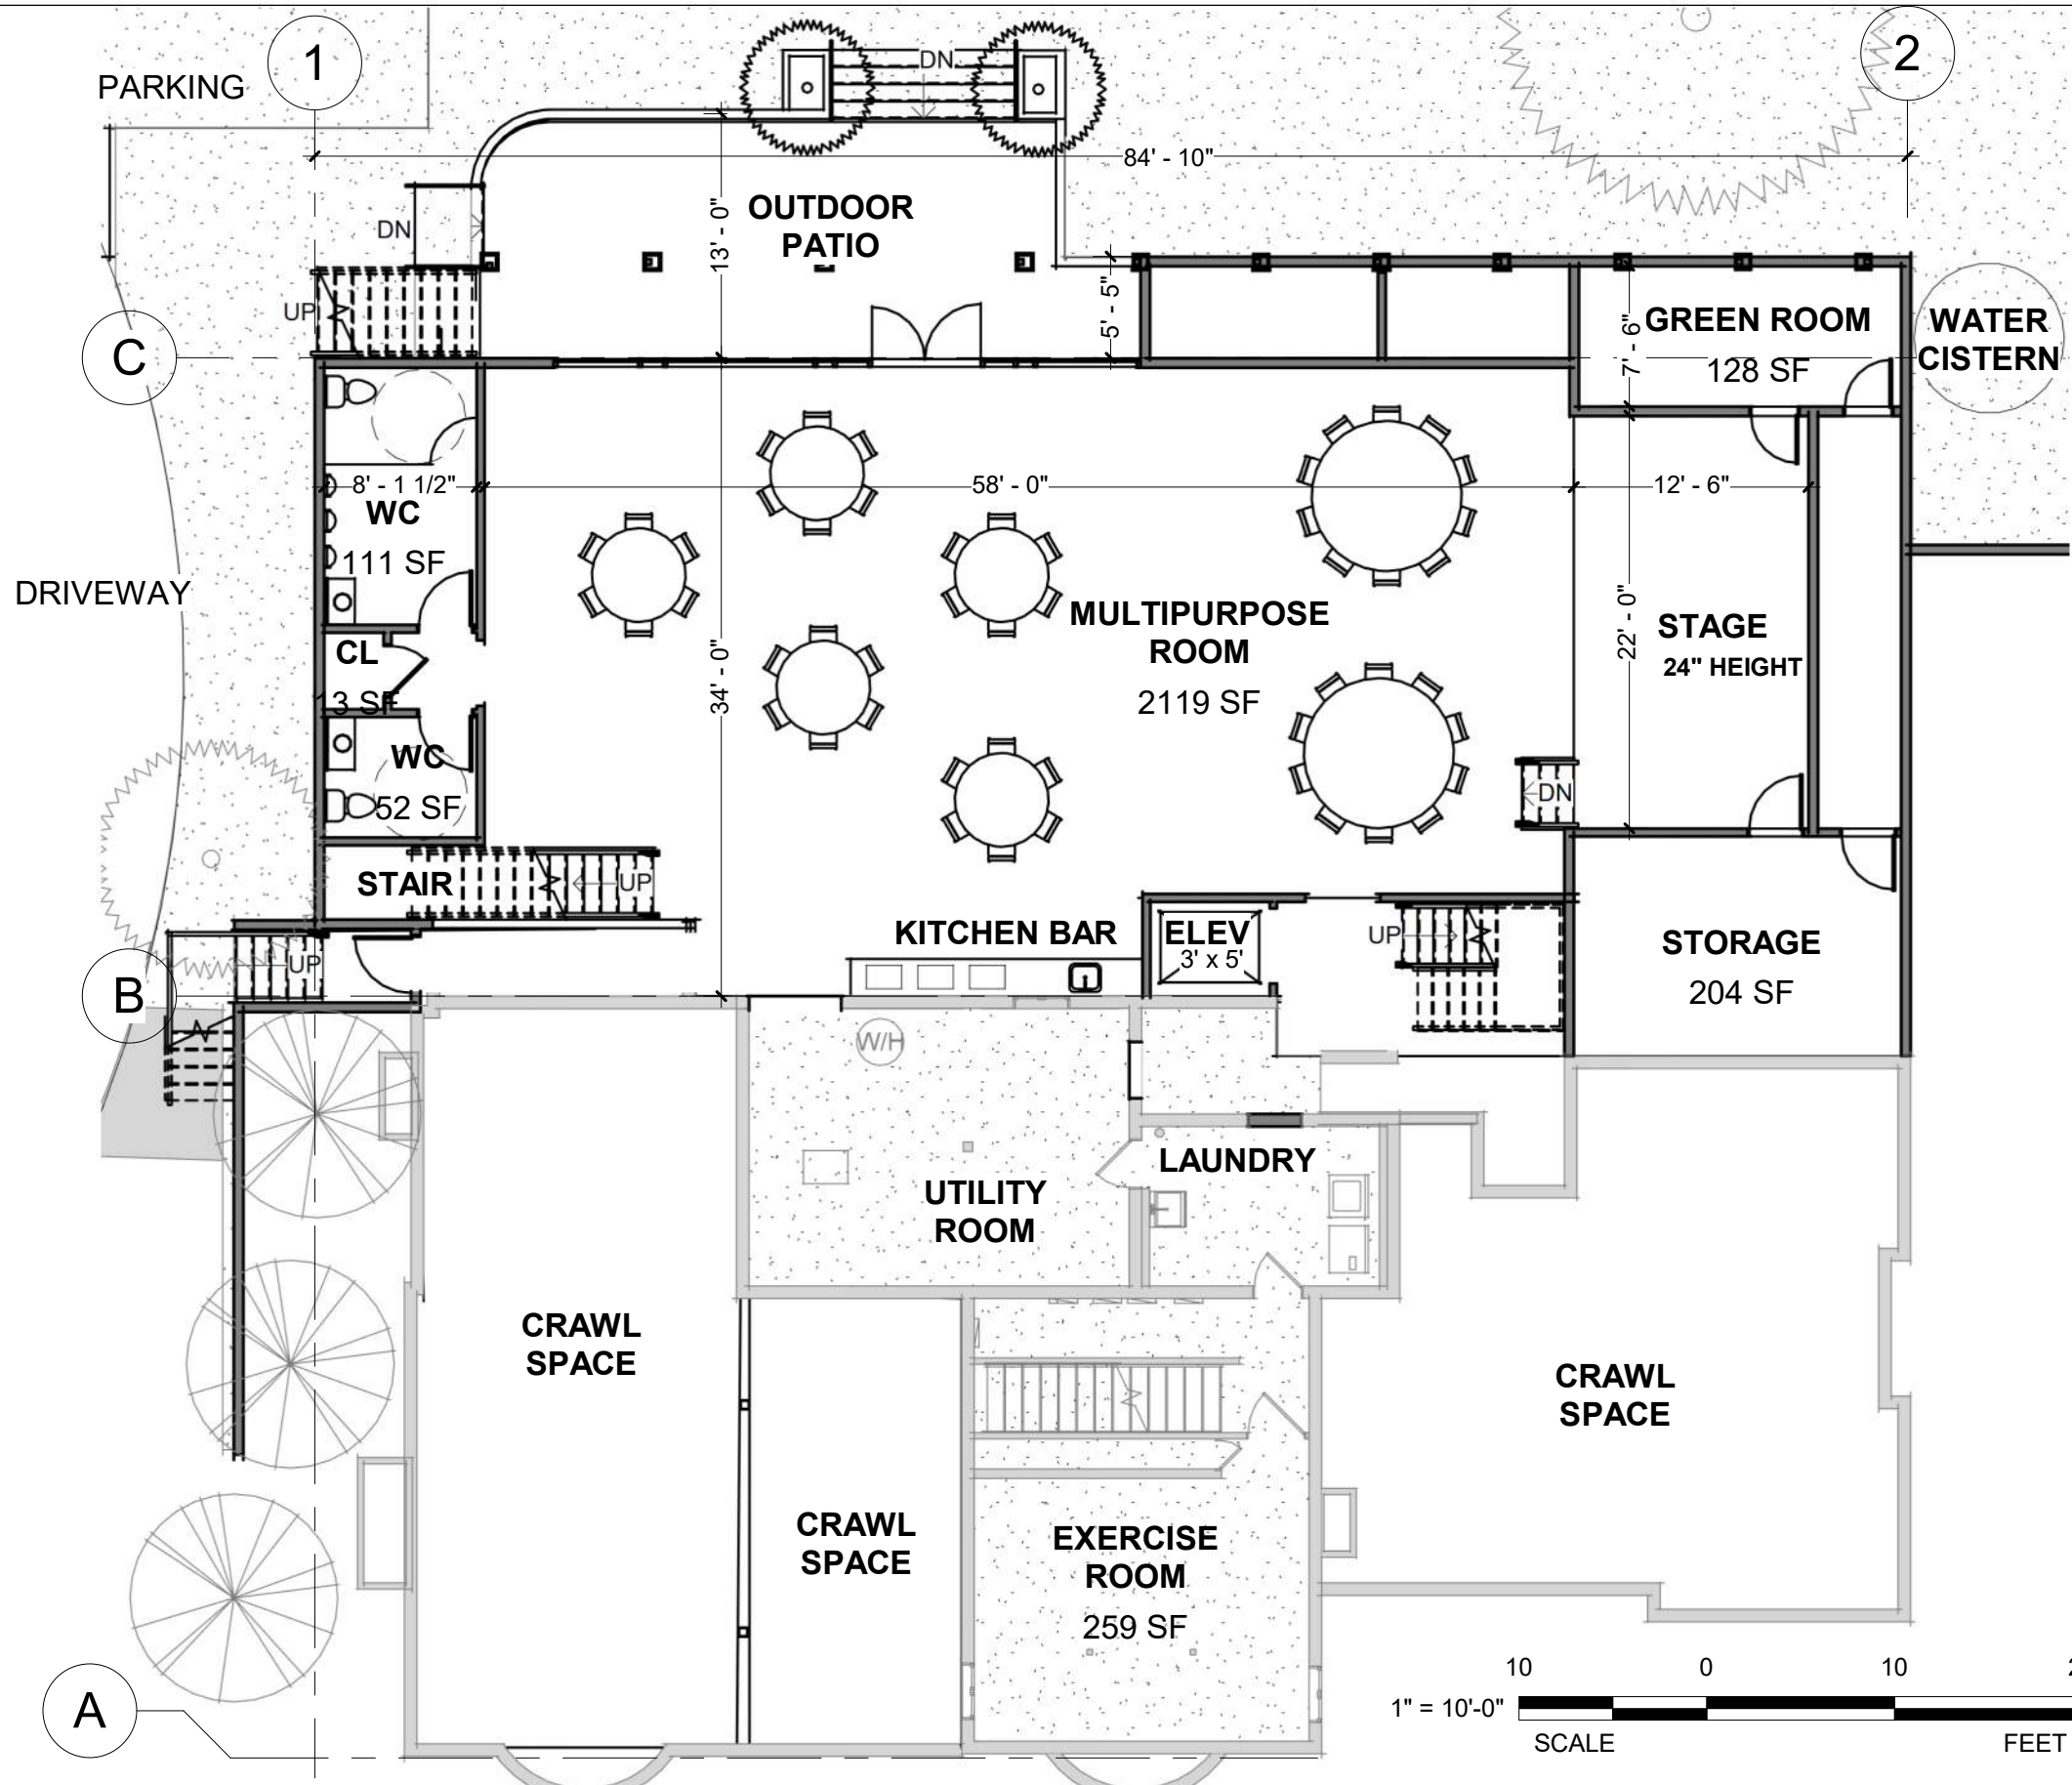 1
2
PARKING
DN
84' - 10"
OUTDOOR
PATIO
13' - 0"
DN
5' - 5"
UP
C
7' - 6"
GREEN ROOM
128 SF
WATER
CISTERN
8' - 1 1/2"
58' - 0"
12' - 6"
WC
111 SF
DRIVEWAY
MULTIPURPOSE
ROOM
2119 SF
22' - 0"
STAGE
24" HEIGHT
CL
13 SF
34' - 0"
WC
52 SF
DN
STAIR
UP
KITCHEN BAR
ELEV
3' x 5'
UP
STORAGE
204 SF
UP
B
W/H
LAUNDRY
UTILITY
ROOM
CRAWL
SPACE
CRAWL
SPACE
CRAWL
SPACE
EXERCISE
ROOM
259 SF
A
10 0 10
1" = 10'-0"
SCALE FEET